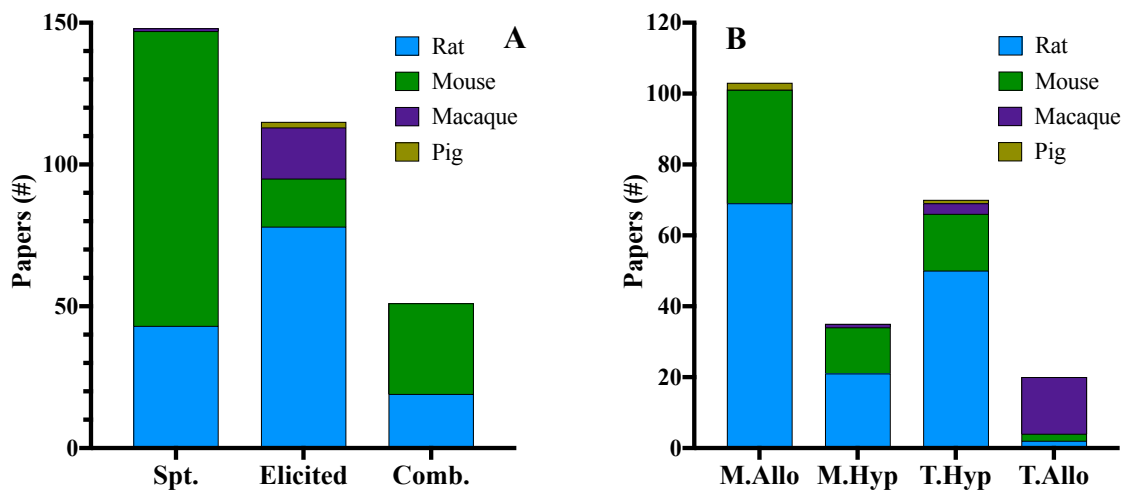 A
Papers (#)
150
100
50
0
Rat
Mouse
Macaque
Pig
Spt. Elicited Comb.
B
Papers (#)
120
100
80
60
40
20
0
Rat
Mouse
Macaque
Pig
M.Allo M.Hyp T.Hyp T.Allo